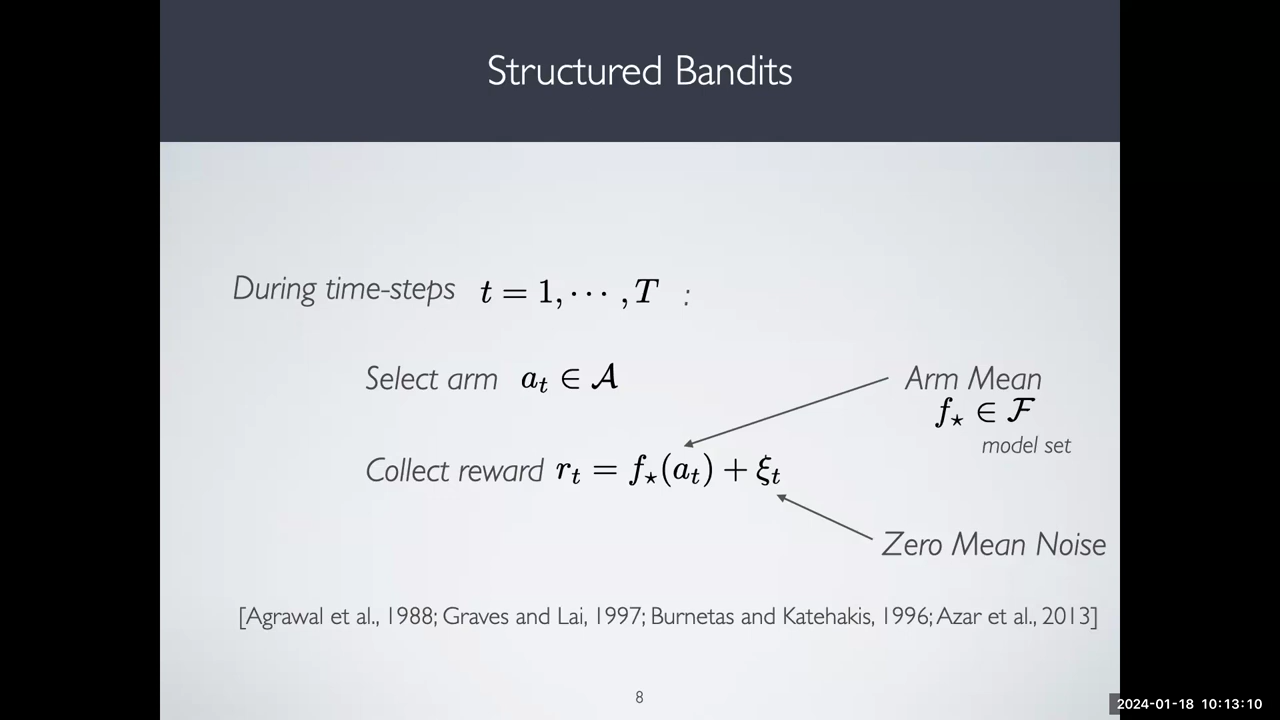 Structured Bandits
During time-steps t = 1, ⋯ , T :
Select arm a_t ∈ 𝒜
Arm Mean
f_⋆ ∈ ℱ
model set
Collect reward r_t = f_⋆(a_t) + ξ_t
Zero Mean Noise
[Agrawal et al., 1988; Graves and Lai, 1997; Burnetas and Katehakis, 1996; Azar et al., 2013]
8
2024-01-18 10:13:10